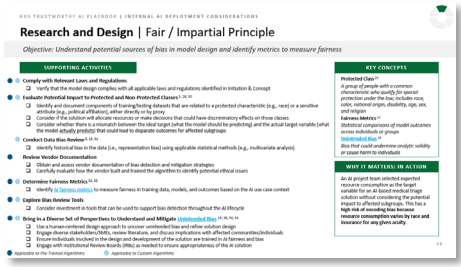 HHS TRUSTWORTHY AI PLAYBOOK | INTERNAL AI DEPLOYMENT CONSIDERATIONS
Research and Design | Fair / Impartial Principle
Objective: Understand potential sources of bias in model design and identify metrics to measure fairness
SUPPORTING ACTIVITIES
Comply with Relevant Laws and Regulations
Verify that the model design complies with all applicable laws and regulations identified in Initiation & Concept
Evaluate Potential Impact to Protected and Non-Protected Classes
Identify and document components of training/testing datasets that are related to a protected characteristic (e.g., race) or a sensitive
attribute (e.g., political affiliation), either directly or by proxy
Consider if the solution will allocate resources or make decisions that could have discriminatory effects on those classes
Consider whether there is a mismatch between the ideal target (what the model should be predicting) and the actual target variable (what
the model actually predicts) that could lead to disparate outcomes for affected subgroups
Conduct Data Bias Review
Identify historical bias in the data (i.e., representation bias) using applicable statistical methods (e.g., multivariate analysis)
Review Vendor Documentation
Obtain and assess vendor documentation of bias detection and mitigation strategies
Carefully evaluate how the vendor built and trained the algorithm to identify potential ethical issues
Determine Fairness Metrics
Identify AI fairness metrics to measure fairness in training data, models, and outcomes based on the AI use case context
Explore Bias Review Tools
Consider investment in tools that can be used to support bias detection throughout the AI lifecycle
Bring in a Diverse Set of Perspectives to Understand and Mitigate Unintended Bias
Use a human-centered design approach to uncover unintended bias and refine solution design
Engage diverse stakeholders/SMEs, review literature, and discuss implications with affected communities/individuals
Ensure individuals involved in the design and development of the solution are trained in AI fairness and bias
Engage with Institutional Review Boards (IRBs) as needed to ensure appropriateness of the AI solution
Applicable to Pre-Trained Algorithms
Applicable to Custom Algorithms
KEY CONCEPTS
Protected Class
A group of people with a common
characteristic who qualify for special
protection under the law; includes race,
color, national origin, disability, age, sex,
and religion
Fairness Metrics
Statistical comparisons of model outcomes
across individuals or groups
Unintended Bias
Bias that could undermine analytic validity
or cause harm to individuals
WHY IT MATTERS: IN ACTION
An AI project team selected expected
resource consumption as the target
variable for an AI-based medical triage
solution without considering the potential
impact to affected subgroups. This has a
high risk of encoding bias because
resource consumption varies by race and
insurance for any given acuity.